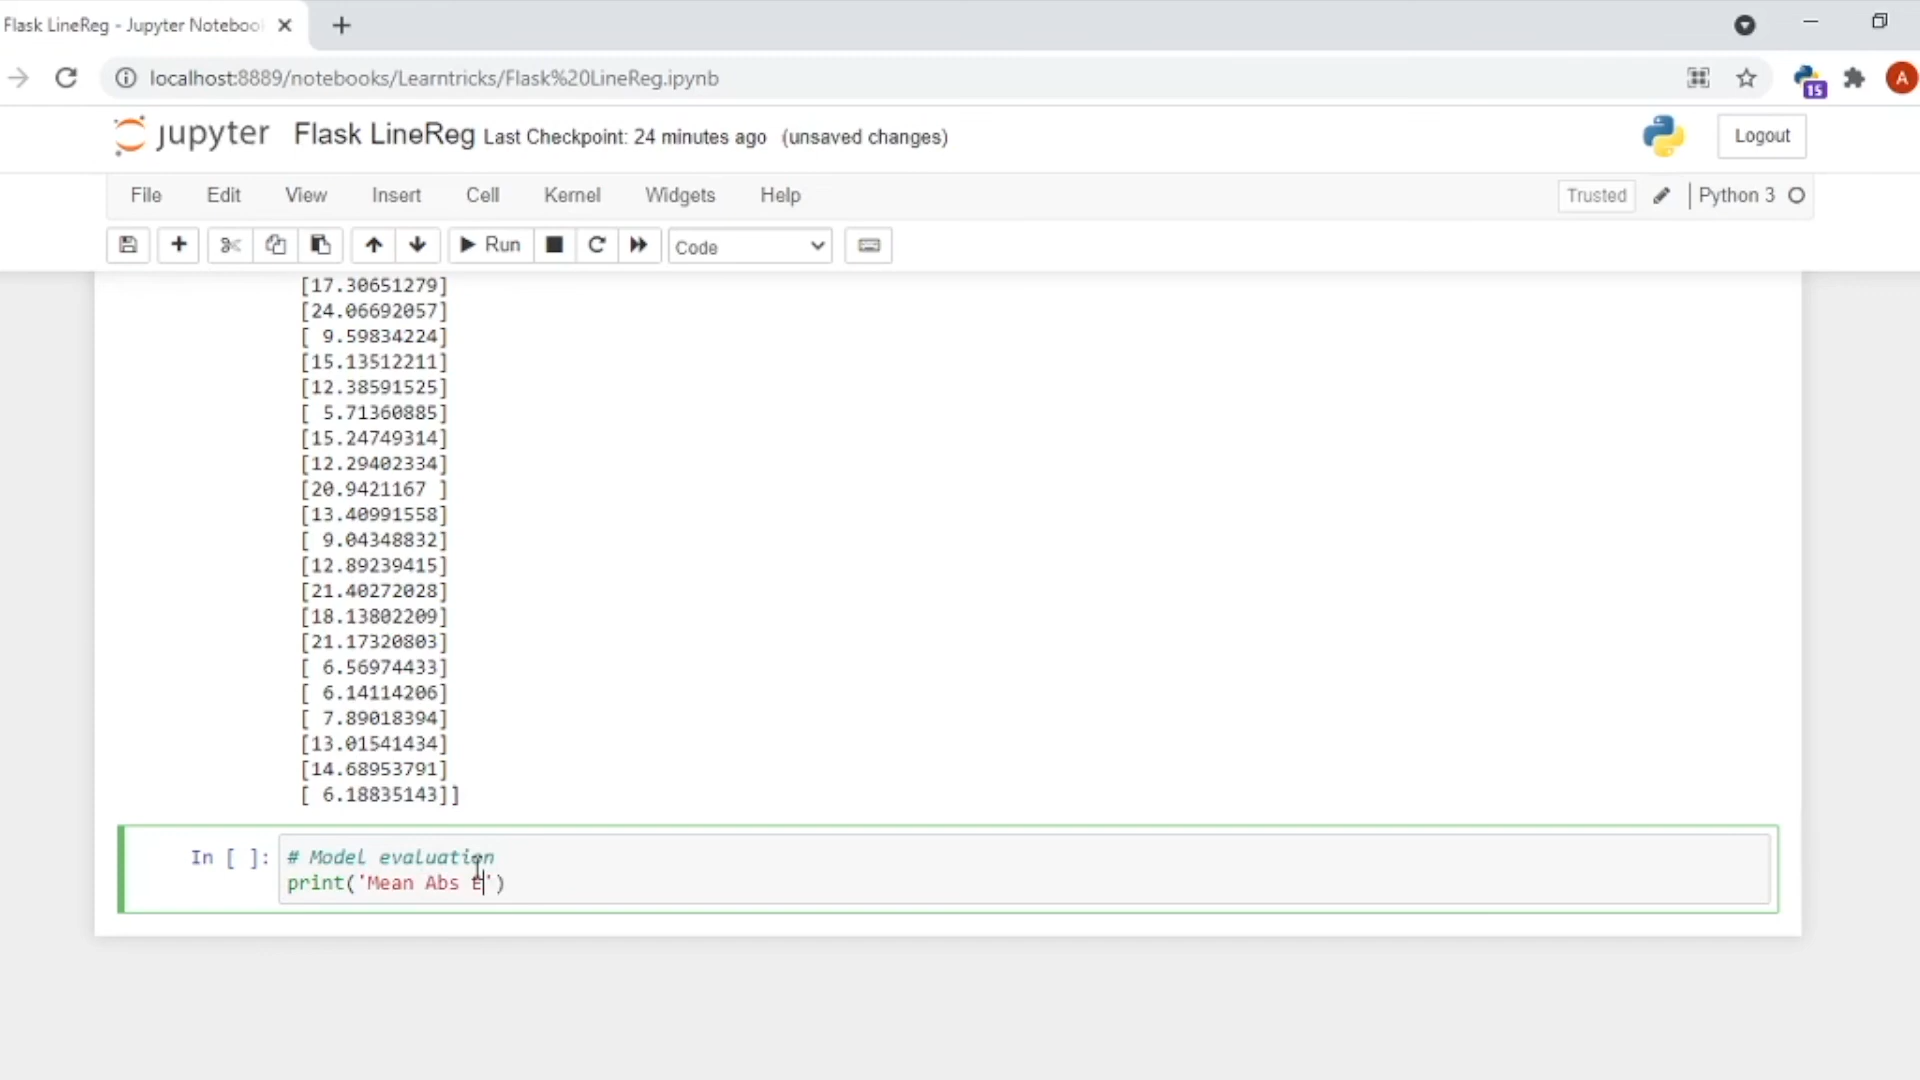 Flask LineReg - Jupyter Noteboo
localhost:8889/notebooks/Learntricks/Flask%20LineReg.ipynb
15
A
jupyter Flask LineReg Last Checkpoint: 24 minutes ago (unsaved changes)
Logout
File Edit View Insert Cell Kernel Widgets Help
Trusted Python 3
Run Code
[17.30651279]
[24.06692057]
[ 9.59834224]
[15.13512211]
[12.38591525]
[ 5.71360885]
[15.24749314]
[12.29402334]
[20.9421167 ]
[13.40991558]
[ 9.04348832]
[12.89239415]
[21.40272028]
[18.13802209]
[21.17320803]
[ 6.56974433]
[ 6.14114206]
[ 7.89018394]
[13.01541434]
[14.68953791]
[ 6.18835143]]
In [ ]: # Model evaluation
print('Mean Abs E')